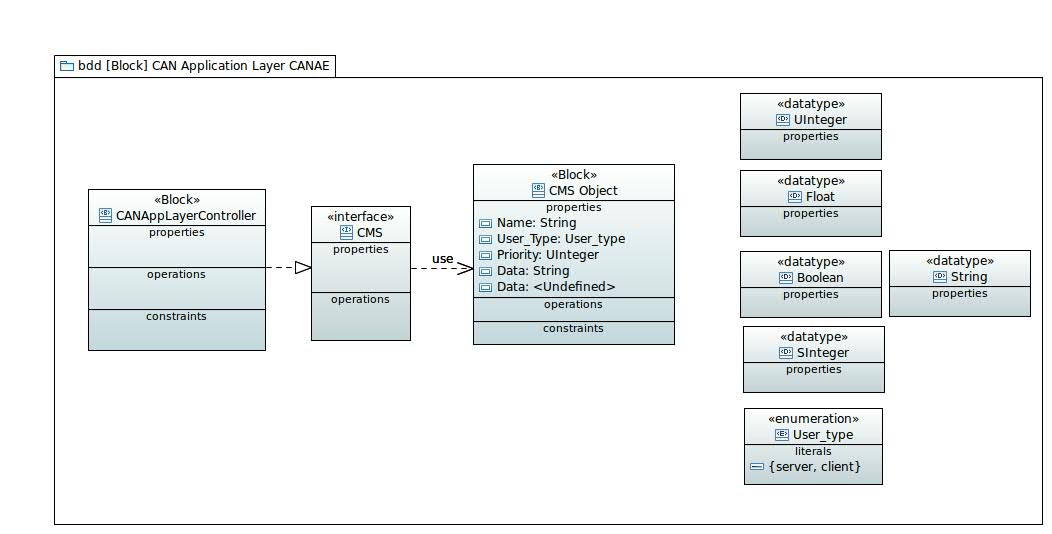 bdd [Block] CAN Application Layer CANAE
«Block»
CANAppLayerController
properties
operations
constraints
«interface»
CMS
properties
operations
use
«Block»
CMS Object
properties
Name: String
User_Type: User_type
Priority: UInteger
Data: String
Data: <Undefined>
operations
constraints
«datatype»
UInteger
properties
«datatype»
Float
properties
«datatype»
Boolean
properties
«datatype»
String
properties
«datatype»
SInteger
properties
«enumeration»
User_type
literals
{server, client}